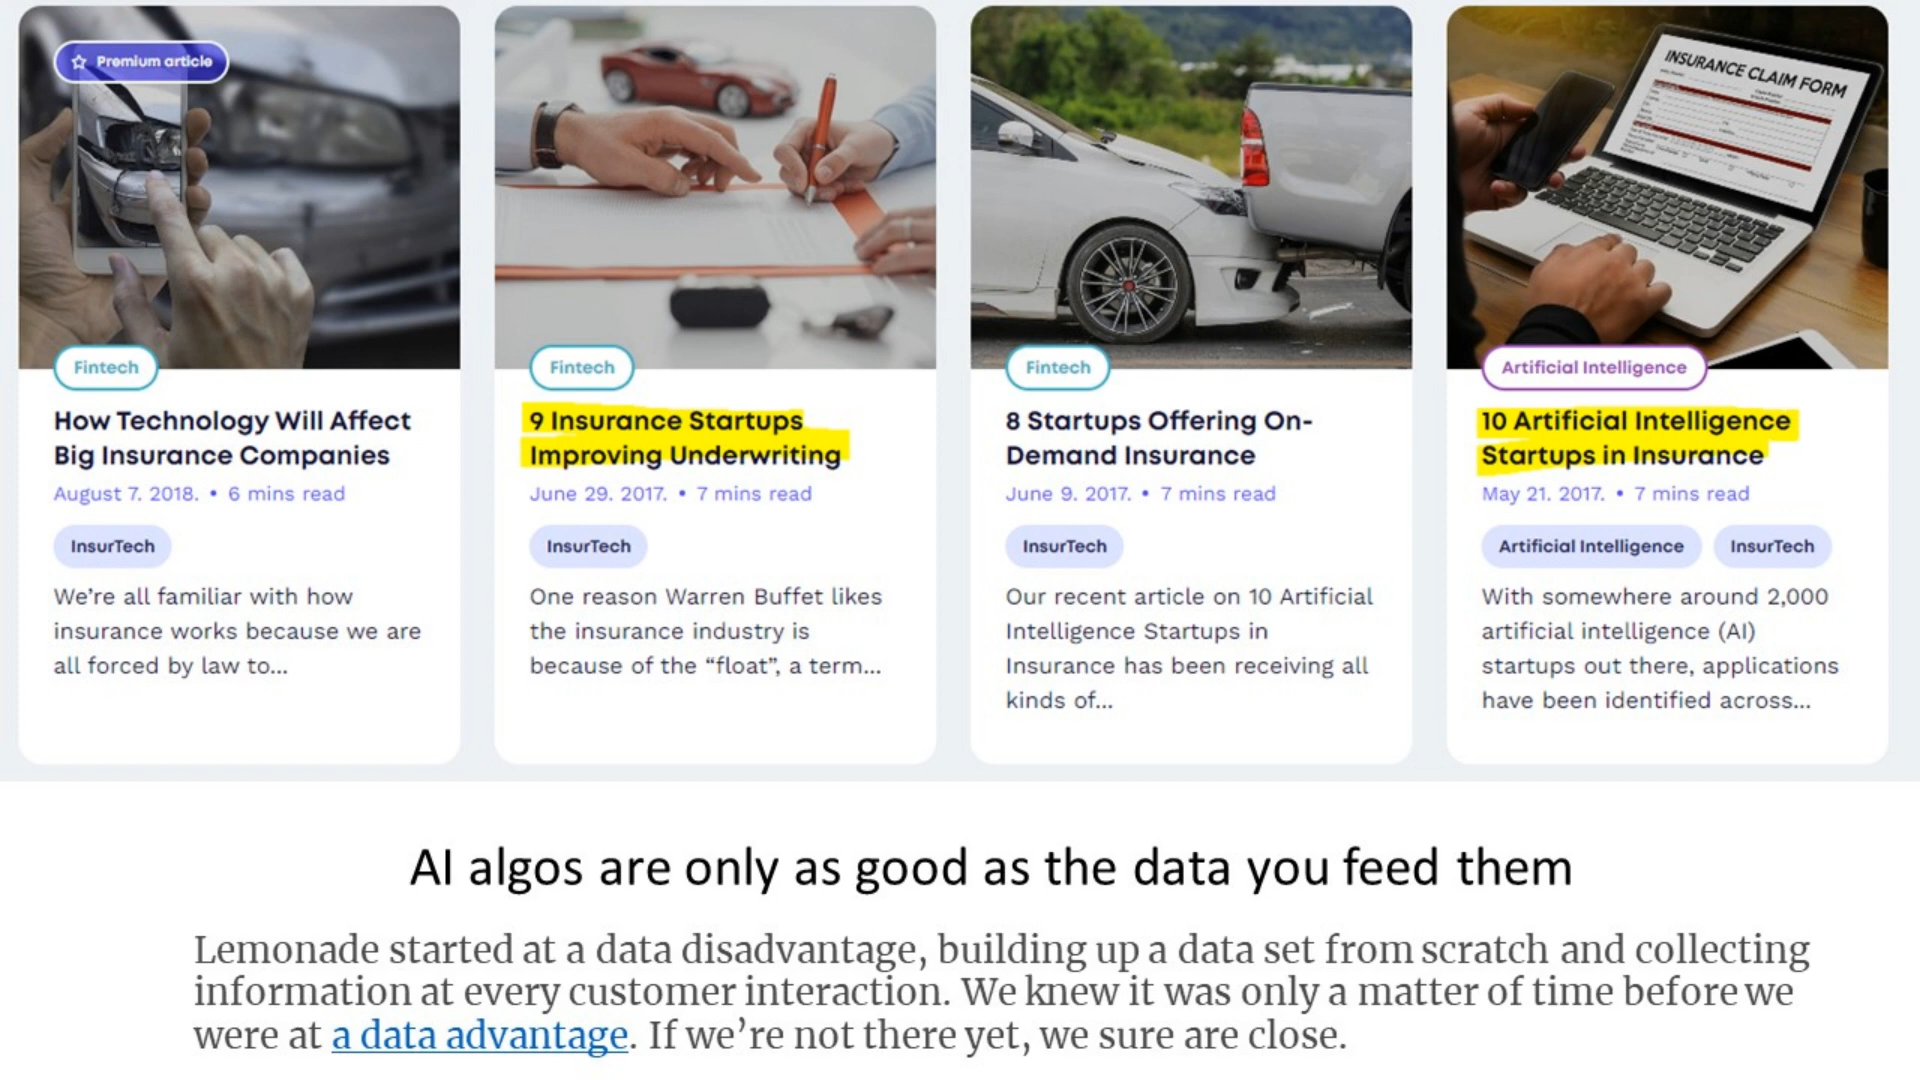 Premium article
INSURANCE CLAIM FORM
Fintech
How Technology Will Affect
Big Insurance Companies
August 7. 2018. • 6 mins read
InsurTech
We’re all familiar with how
insurance works because we are
all forced by law to...
Fintech
9 Insurance Startups
Improving Underwriting
June 29. 2017. • 7 mins read
InsurTech
One reason Warren Buffet likes
the insurance industry is
because of the “float”, a term...
Fintech
8 Startups Offering On-
Demand Insurance
June 9. 2017. • 7 mins read
InsurTech
Our recent article on 10 Artificial
Intelligence Startups in
Insurance has been receiving all
kinds of...
Artificial Intelligence
10 Artificial Intelligence
Startups in Insurance
May 21. 2017. • 7 mins read
Artificial Intelligence InsurTech
With somewhere around 2,000
artificial intelligence (AI)
startups out there, applications
have been identified across...
AI algos are only as good as the data you feed them
Lemonade started at a data disadvantage, building up a data set from scratch and collecting
information at every customer interaction. We knew it was only a matter of time before we
were at a data advantage. If we’re not there yet, we sure are close.